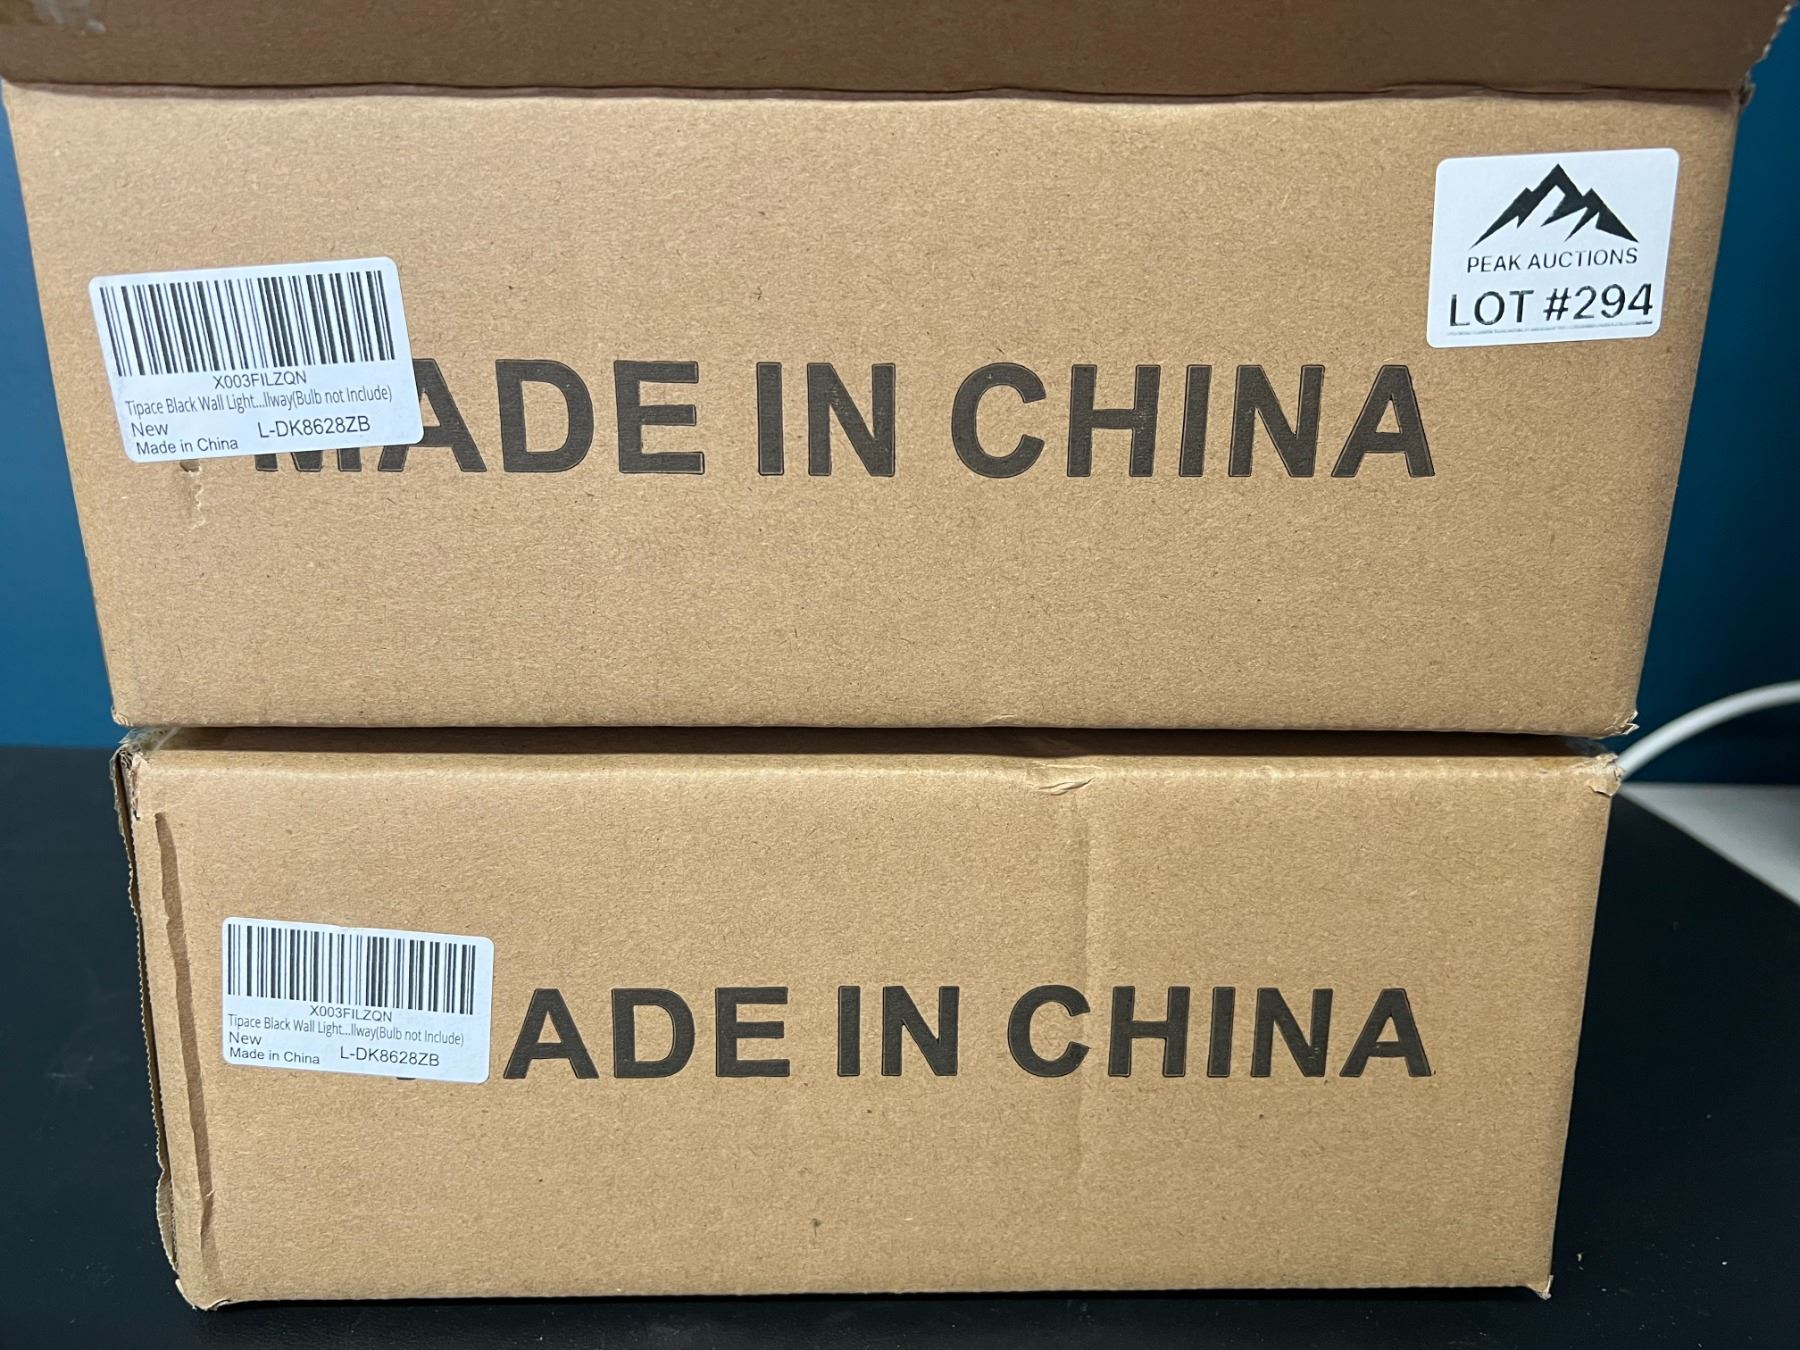 PEAK AUCTIONS
LOT #294
X003FILZQN
Tipace Black Wall Light...llway(Bulb not Include)
New
Made in China L-DK8628ZB
MADE IN CHINA
X003FILZQN
Tipace Black Wall Light...llway(Bulb not Include)
New
Made in China L-DK8628ZB
ADE IN CHINA